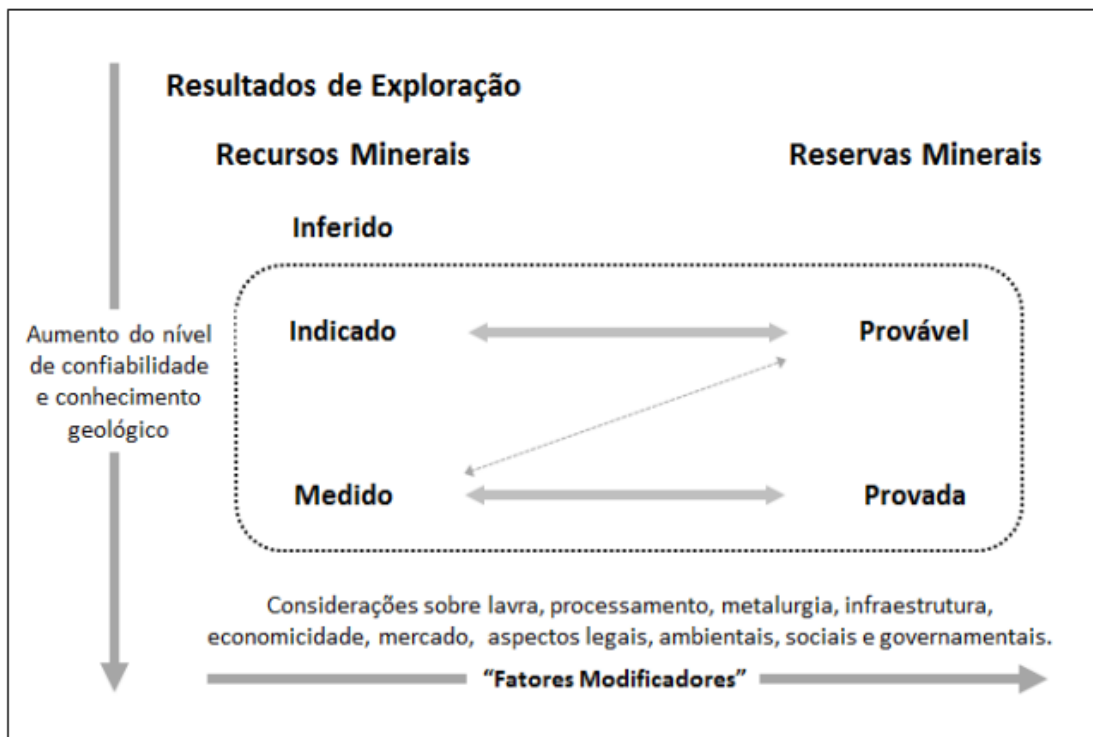 Resultados de Exploração
Recursos Minerais
Reservas Minerais
Inferido
Aumento do nível
de confiabilidade
e conhecimento
geológico
Indicado
Provável
Medido
Provada
Considerações sobre lavra, processamento, metalurgia, infraestrutura,
economicidade, mercado, aspectos legais, ambientais, sociais e governamentais.
“Fatores Modificadores”